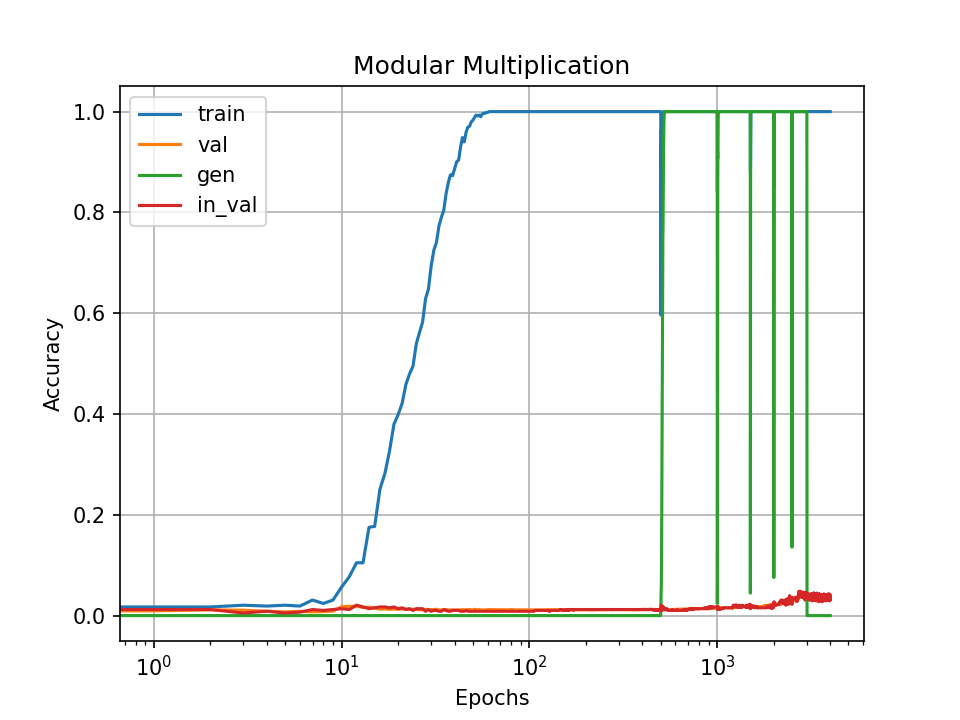 Modular Multiplication
train
val
gen
in_val
1.0
0.8
0.6
0.4
0.2
0.0
Accuracy
10⁰
10¹
10²
10³
Epochs